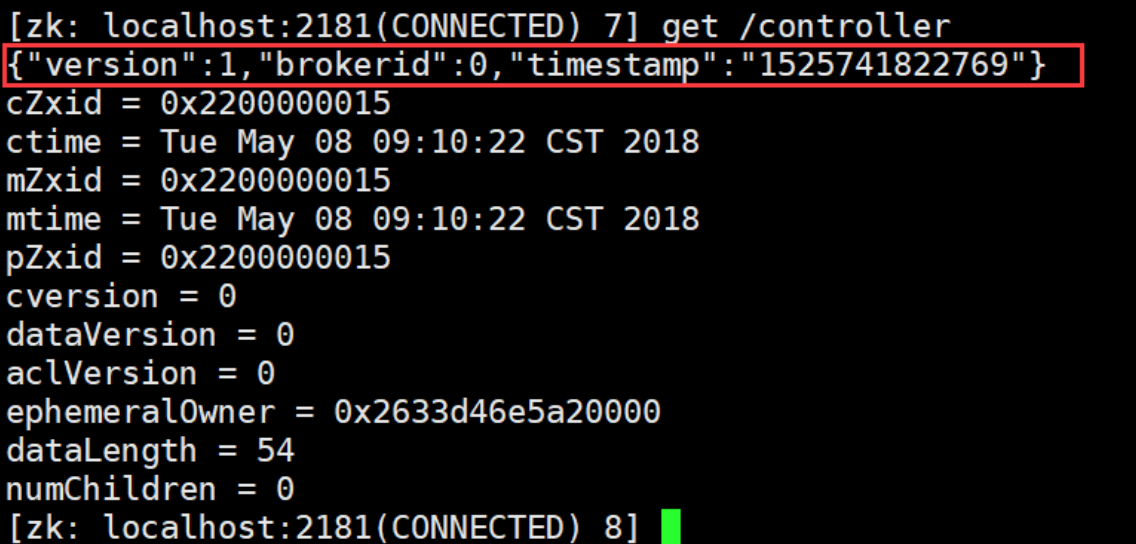 [zk: localhost:2181(CONNECTED) 7] get /controller
{"version":1,"brokerid":0,"timestamp":"1525741822769"}
cZxid = 0x2200000015
ctime = Tue May 08 09:10:22 CST 2018
mZxid = 0x2200000015
mtime = Tue May 08 09:10:22 CST 2018
pZxid = 0x2200000015
cversion = 0
dataVersion = 0
aclVersion = 0
ephemeralOwner = 0x2633d46e5a20000
dataLength = 54
numChildren = 0
[zk: localhost:2181(CONNECTED) 8]